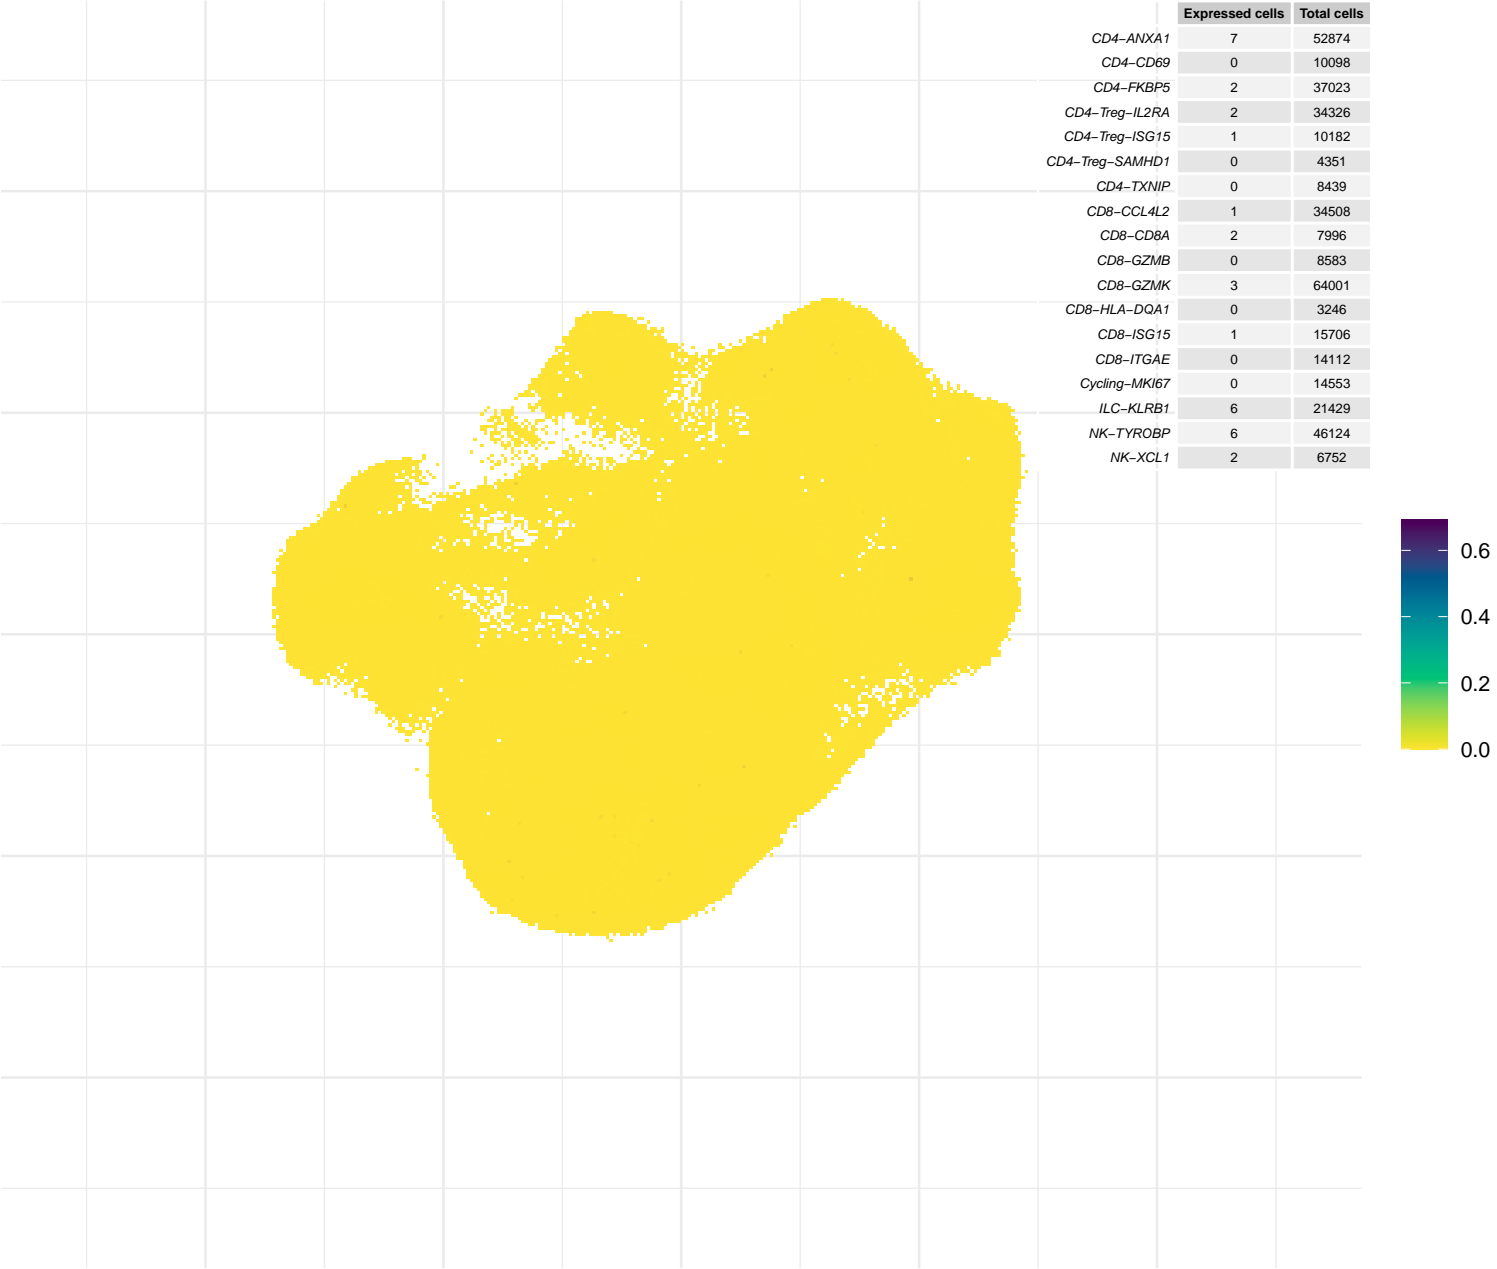 Expressed cells Total cells
CD4−ANXA1 7 52874
CD4−CD69 0 10098
CD4−FKBP5 2 37023
CD4−Treg−IL2RA 2 34326
CD4−Treg−ISG15 1 10182
CD4−Treg−SAMHD1 0 4351
CD4−TXNIP 0 8439
CD8−CCL4L2 1 34508
CD8−CD8A 2 7996
CD8−GZMB 0 8583
CD8−GZMK 3 64001
CD8−HLA−DQA1 0 3246
CD8−ISG15 1 15706
CD8−ITGAE 0 14112
Cycling−MKI67 0 14553
ILC−KLRB1 6 21429
NK−TYROBP 6 46124
NK−XCL1 2 6752
0.6
0.4
0.2
0.0